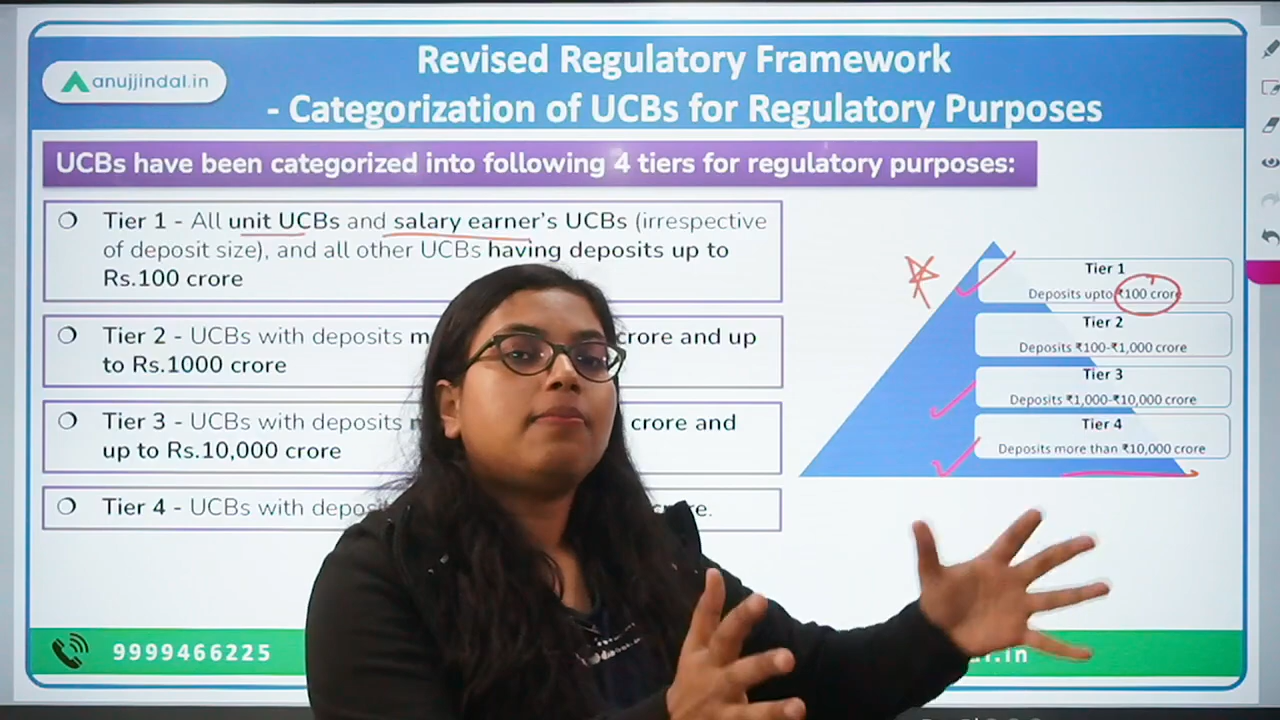 Revised Regulatory Framework
- Categorization of UCBs for Regulatory Purposes
anujjindal.in
UCBs have been categorized into following 4 tiers for regulatory purposes:
Tier 1 - All unit UCBs and salary earner's UCBs (irrespective
of deposit size), and all other UCBs having deposits up to
Rs.100 crore
Tier 2 - UCBs with deposits crore and up
to Rs.1000 crore
Tier 3 - UCBs with deposits crore and
up to Rs.10,000 crore
Tier 4 - UCBs with
Tier 1
Deposits upto ₹100 crore
Tier 2
Deposits ₹100-₹1,000 crore
Tier 3
Deposits ₹1,000-₹10,000 crore
Tier 4
Deposits more than ₹10,000 crore
9999466225